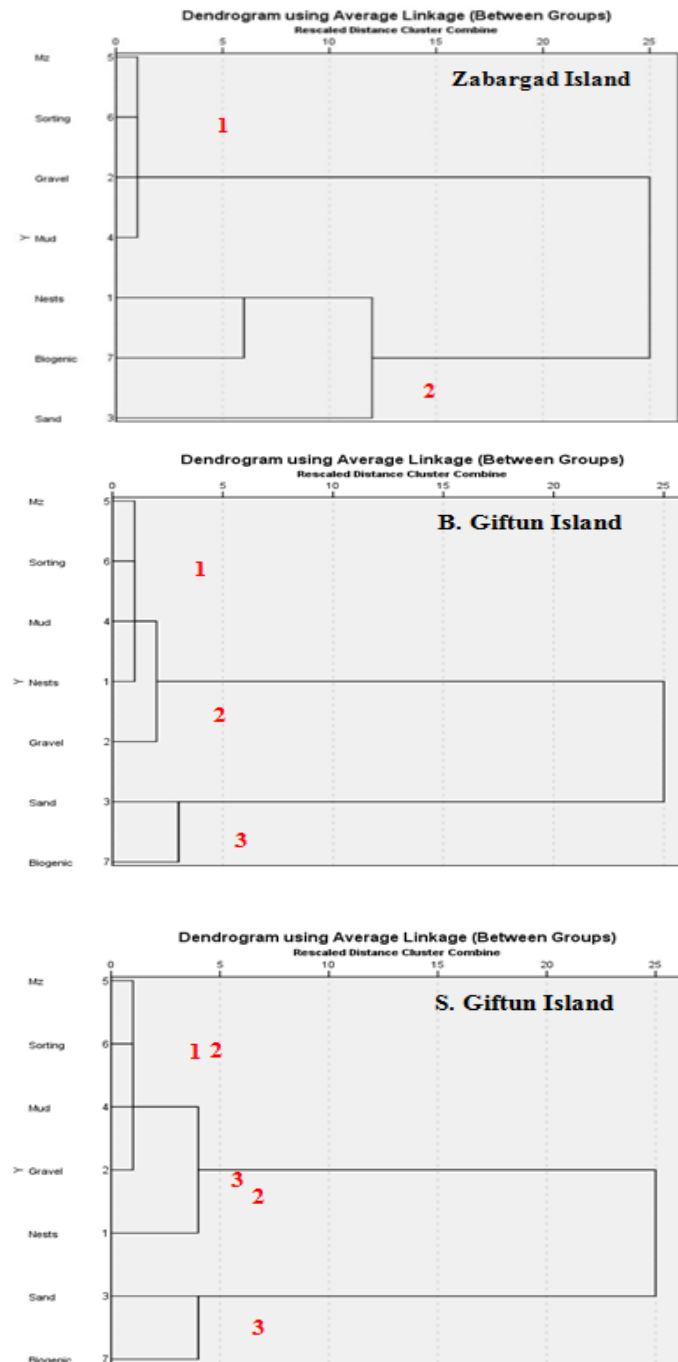 Dendrogram using Average Linkage (Between Groups)
Rescaled Distance Cluster Combine
0 5 10 15 20 25
Zabargad Island
Mz 5
Sorting 6
1
Gravel 2
Y Mud 4
Nests 1
Biogenic 7
2
Sand 3
Dendrogram using Average Linkage (Between Groups)
Rescaled Distance Cluster Combine
0 5 10 15 20 25
Mz 5
B. Giftun Island
Sorting 6
1
Mud 4
Y Nests 1
2
Gravel 2
Sand 3
3
Biogenic 7
Dendrogram using Average Linkage (Between Groups)
Rescaled Distance Cluster Combine
0 5 10 15 20 25
Mz 5
S. Giftun Island
Sorting 6
1 2
Mud 4
Y Gravel 2
3
2
Nests 1
Sand 3
3
Biogenic 7